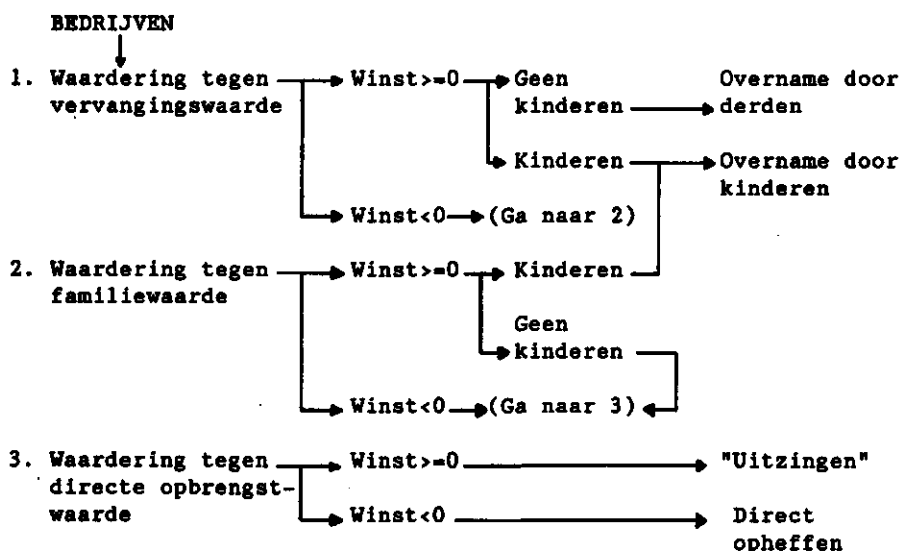 BEDRIJVEN
1. Waardering tegen Winst>=0 Geen Overname door
vervangingswaarde kinderen derden
Kinderen Overname door
kinderen
Winst<0 (Ga naar 2)
2. Waardering tegen Winst>=0 Kinderen
familiewaarde
Geen
kinderen
Winst<0 (Ga naar 3)
3. Waardering tegen Winst>=0 "Uitzingen"
directe opbrengst-
waarde Winst<0 Direct
opheffen